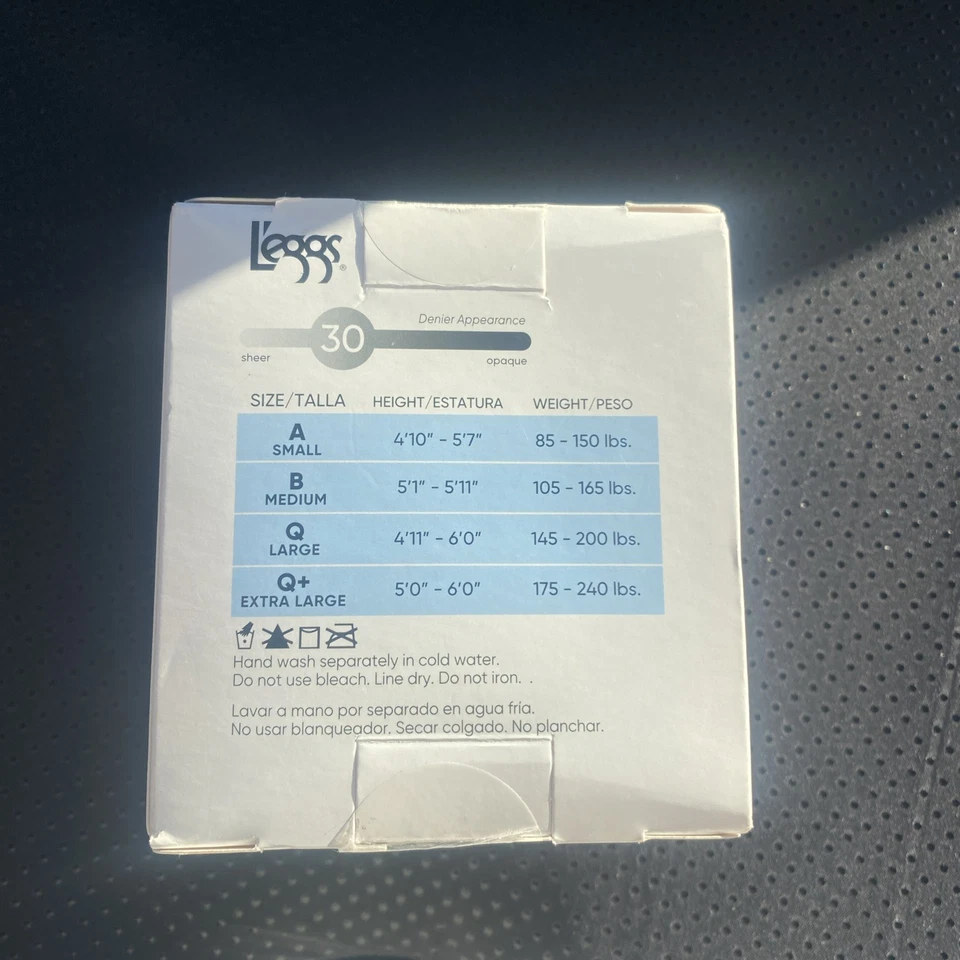 L'eggs®
Denier Appearance
30
sheer
opaque
SIZE/TALLA HEIGHT/ESTATURA WEIGHT/PESO
A
SMALL
4'10" - 5'7" 85 - 150 lbs.
B
MEDIUM
5'1" - 5'11" 105 - 165 lbs.
Q
LARGE
4'11" - 6'0" 145 - 200 lbs.
Q+
EXTRA LARGE
5'0" - 6'0" 175 - 240 lbs.
Hand wash separately in cold water.
Do not use bleach. Line dry. Do not iron. .
Lavar a mano por separado en agua fría.
No usar blanqueador. Secar colgado. No planchar.